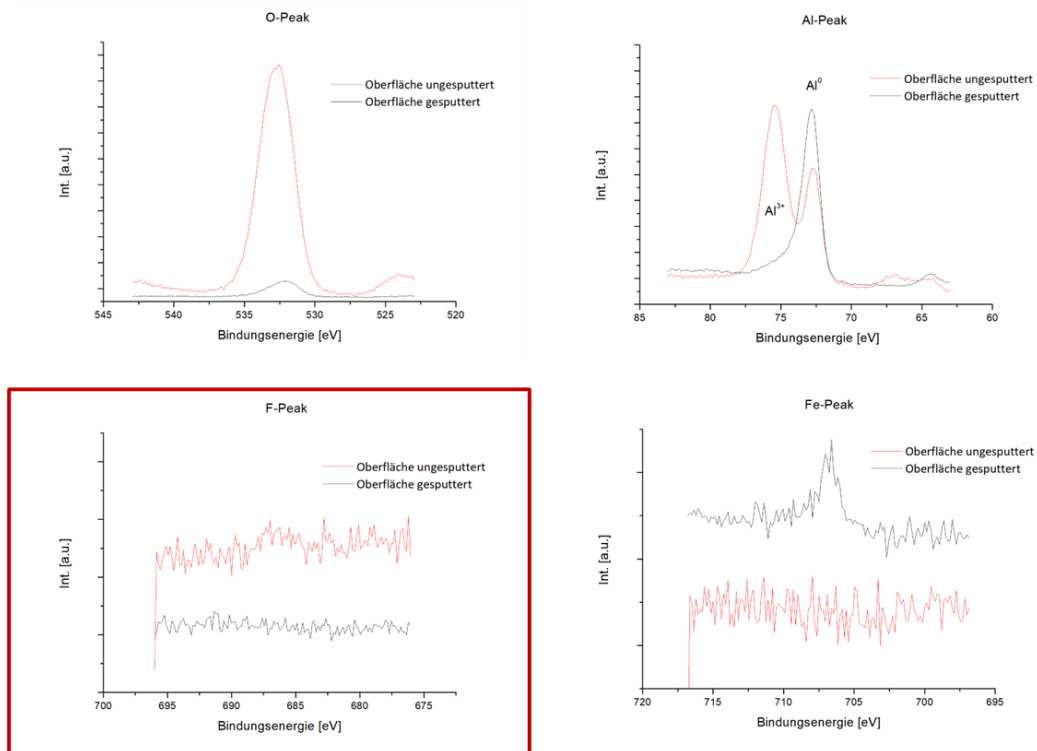 O-Peak
Oberfläche ungesputtert
Oberfläche gesputtert
Int. [a.u.]
545 540 535 530 525 520
Bindungsenergie [eV]
Al-Peak
Oberfläche ungesputtert
Oberfläche gesputtert
Al⁰
Al³⁺
Int. [a.u.]
85 80 75 70 65 60
Bindungsenergie [eV]
F-Peak
Oberfläche ungesputtert
Oberfläche gesputtert
Int. [a.u.]
700 695 690 685 680 675
Bindungsenergie [eV]
Fe-Peak
Oberfläche ungesputtert
Oberfläche gesputtert
Int. [a.u.]
720 715 710 705 700 695
Bindungsenergie [eV]